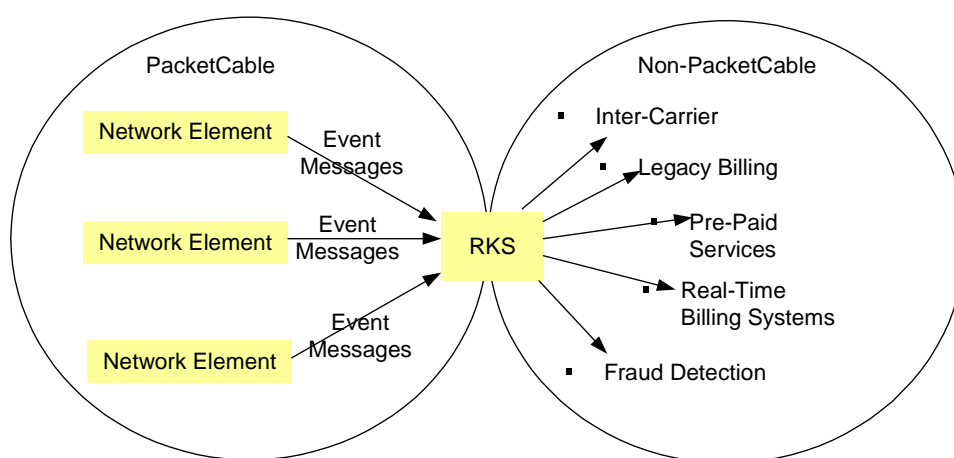 PacketCable
Network Element
Event
Messages
Network Element
Event
Messages
Network Element
Event
Messages
RKS
Non-PacketCable
▪ Inter-Carrier
▪ Legacy Billing
▪ Pre-Paid
Services
▪ Real-Time
Billing Systems
▪ Fraud Detection